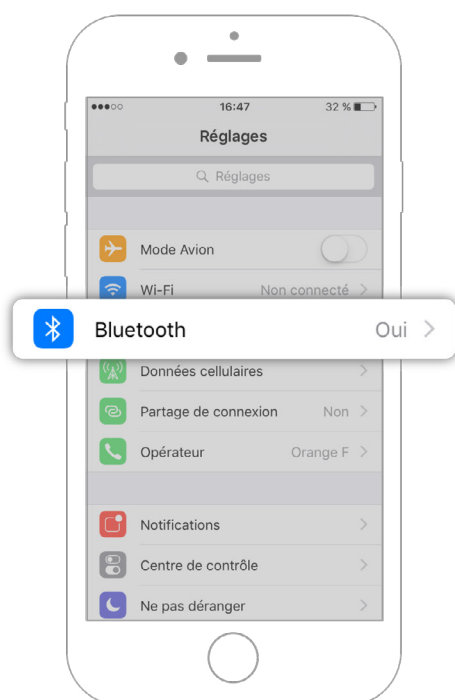 16:47 32 %
Réglages
Réglages
Mode Avion
Wi-Fi Non connecté
Bluetooth Oui
Données cellulaires
Partage de connexion Non
Opérateur Orange F
Notifications
Centre de contrôle
Ne pas déranger